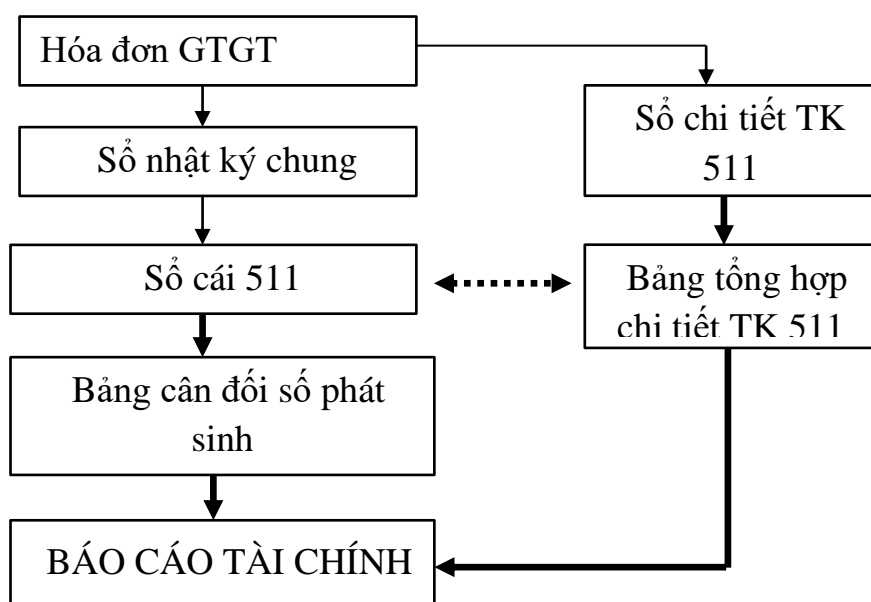 Hóa đơn GTGT
Sổ chi tiết TK
511
Sổ nhật ký chung
Sổ cái 511
Bảng tổng hợp
chi tiết TK 511
Bảng cân đối số phát
sinh
BÁO CÁO TÀI CHÍNH